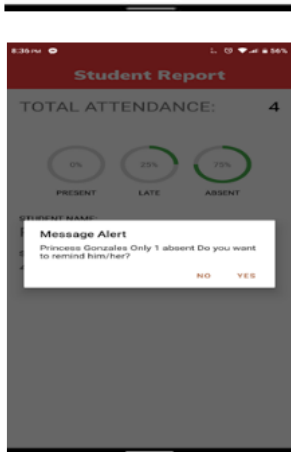 8:36 PM
56%
Student Report
TOTAL ATTENDANCE: 4
0% 25% 75%
PRESENT LATE ABSENT
STUDENT NAME:
Message Alert
Princess Gonzales Only 1 absent Do you want
to remind him/her?
NO YES